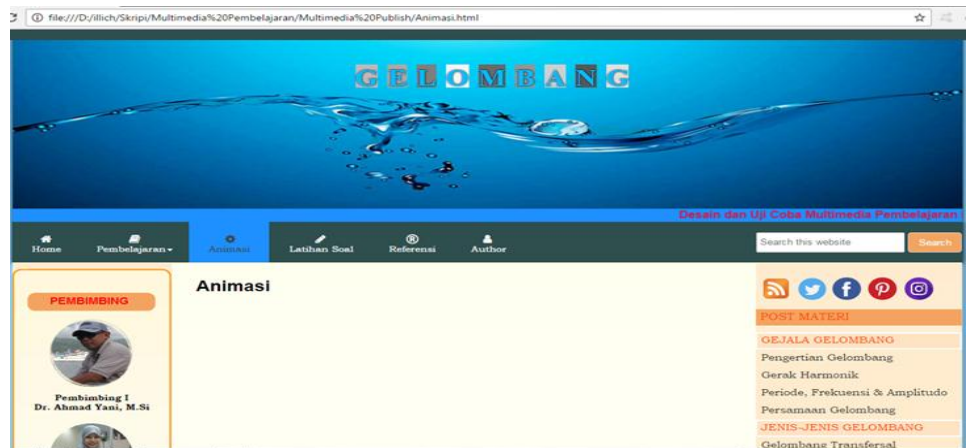 file:///D:/illich/Skripi/Multimedia%20Pembelajaran/Multimedia%20Publish/Animasi.html
GELOMBANG
Desain dan Uji Coba Multimedia Pembelajaran
Home Pembelajaran Animasi Latihan Soal Referensi Author
Search this website Search
Animasi
PEMBIMBING
Pembimbing I
Dr. Ahmad Yani, M.Si
POST MATERI
GEJALA GELOMBANG
Pengertian Gelombang
Gerak Harmonik
Periode, Frekuensi & Amplitudo
Persamaan Gelombang
JENIS-JENIS GELOMBANG
Gelombang Transfersal